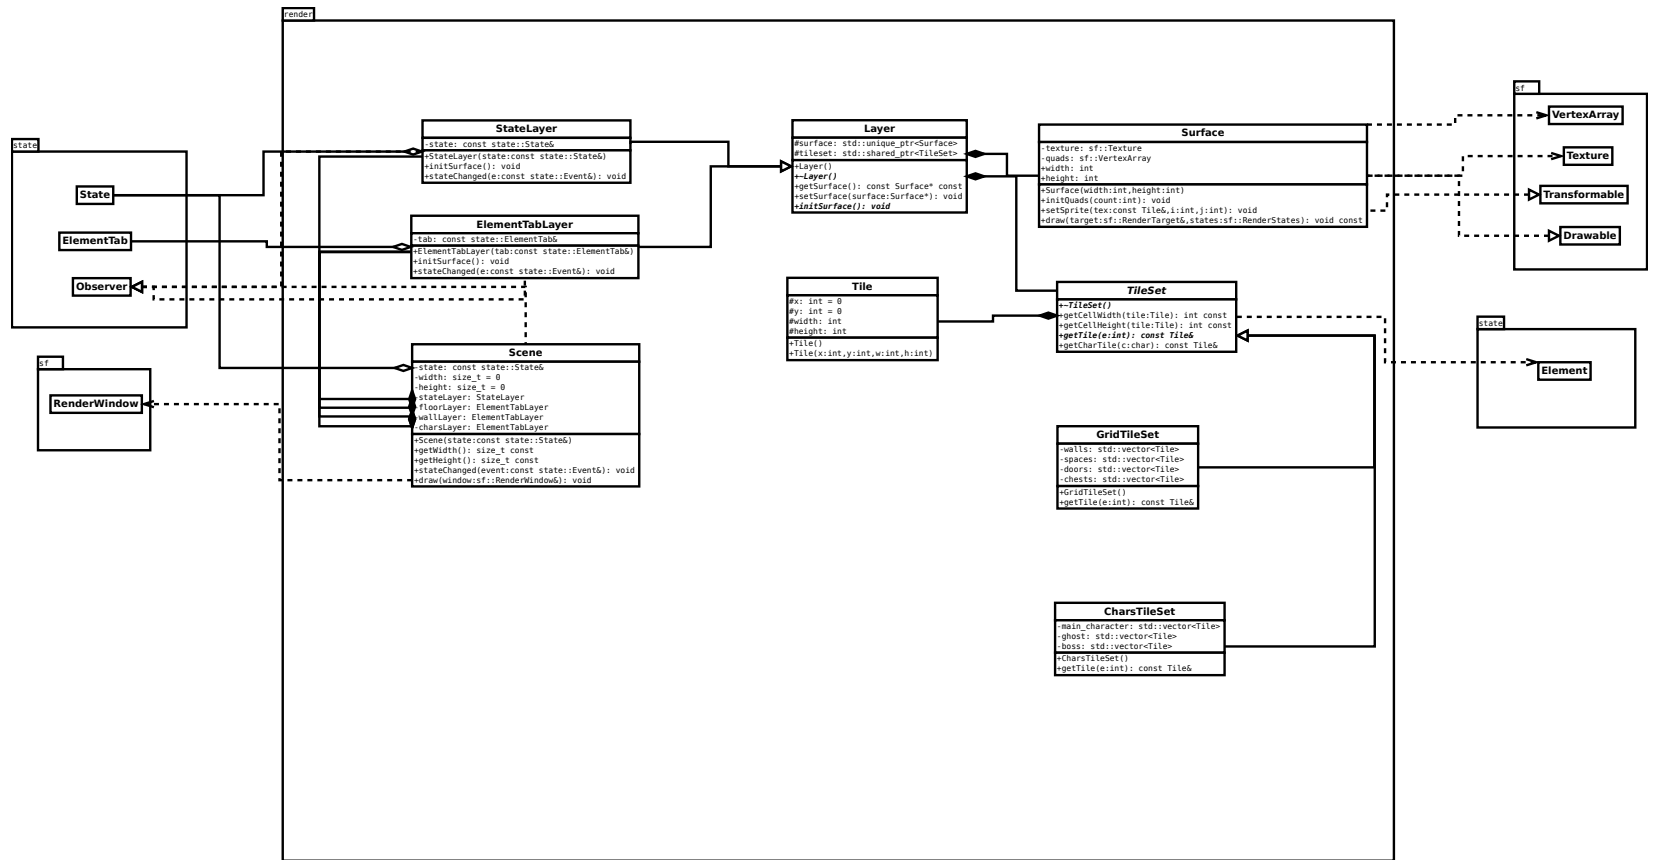 render
state
State
ElementTab
Observer
sf
RenderWindow
StateLayer
-state: const state::State&
+StateLayer(state:const state::State&)
+initSurface(): void
+stateChanged(e:const state::Event&): void
ElementTabLayer
-tab: const state::ElementTab&
+ElementTabLayer(tab:const state::ElementTab&)
+initSurface(): void
+stateChanged(e:const state::Event&): void
Scene
-state: const state::State&
-width: size_t = 0
-height: size_t = 0
-stateLayer: StateLayer
-floorLayer: ElementTabLayer
-wallLayer: ElementTabLayer
-charsLayer: ElementTabLayer
+Scene(state:const state::State&)
+getWidth(): size_t const
+getHeight(): size_t const
+stateChanged(event:const state::Event&): void
+draw(window:sf::RenderWindow&): void
Layer
#surface: std::unique_ptr<Surface>
#tileset: std::shared_ptr<TileSet>
+Layer()
+~Layer()
+getSurface(): const Surface* const
+setSurface(surface:Surface*): void
+initSurface(): void
Tile
#x: int = 0
#y: int = 0
#width: int
#height: int
+Tile()
+Tile(x:int,y:int,w:int,h:int)
Surface
-texture: sf::Texture
-quads: sf::VertexArray
+width: int
+height: int
+Surface(width:int,height:int)
+initQuads(count:int): void
+setSprite(tex:const Tile&,i:int,j:int): void
+draw(target:sf::RenderTarget&,states:sf::RenderStates): void const
TileSet
+~TileSet()
+getCellWidth(tile:Tile): int const
+getCellHeight(tile:Tile): int const
+getTile(e:int): const Tile&
+getCharTile(c:char): const Tile&
GridTileSet
-walls: std::vector<Tile>
-spaces: std::vector<Tile>
-doors: std::vector<Tile>
-chests: std::vector<Tile>
+GridTileSet()
+getTile(e:int): const Tile&
CharsTileSet
-main_character: std::vector<Tile>
-ghost: std::vector<Tile>
-boss: std::vector<Tile>
+CharsTileSet()
+getTile(e:int): const Tile&
sf
VertexArray
Texture
Transformable
Drawable
state
Element